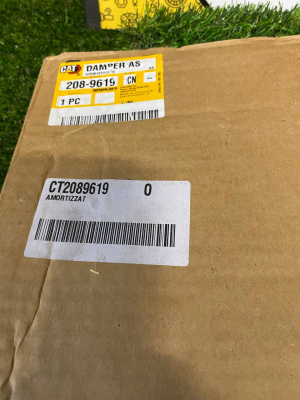 CAT
DAMPER AS
208-9619
CN
1 PC
CT2089619 0
AMORTIZZAT